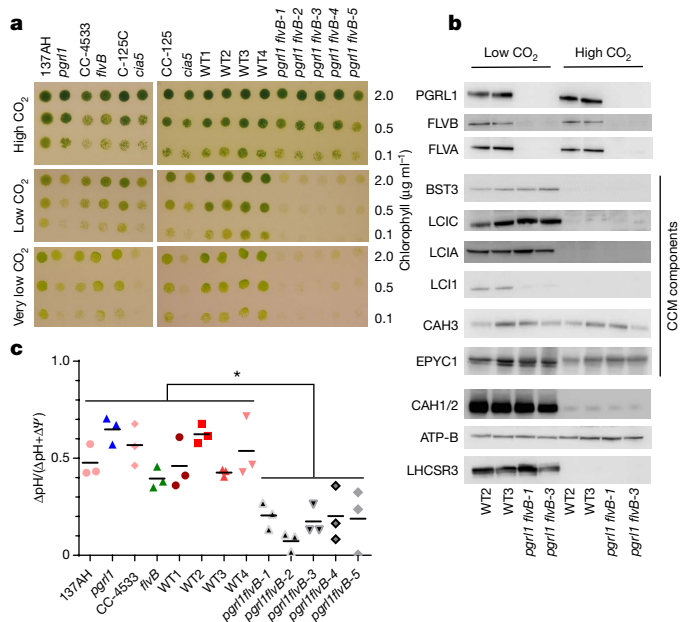 a
137AH
pgrl1
CC-4533
flvB
C-125C
cia5
CC-125
cia5
WT1
WT2
WT3
WT4
pgrl1 flvB-1
pgrl1 flvB-2
pgrl1 flvB-3
pgrl1 flvB-4
pgrl1 flvB-5
High CO2
2.0
0.5
0.1
Low CO2
2.0
0.5
0.1
Very low CO2
2.0
0.5
0.1
Chlorophyll (µg ml−1)
b
Low CO2
High CO2
PGRL1
FLVB
FLVA
BST3
LCIC
LCIA
LCI1
CAH3
EPYC1
CAH1/2
ATP-B
LHCSR3
CCM components
WT2
WT3
pgrl1 flvB-1
pgrl1 flvB-3
WT2
WT3
pgrl1 flvB-1
pgrl1 flvB-3
c
ΔpH/(ΔpH+ΔΨ)
1.0
0.5
0
*
137AH
pgrl1
CC-4533
flvB
WT1
WT2
WT3
WT4
pgrl1flvB-1
pgrl1flvB-2
pgrl1flvB-3
pgrl1flvB-4
pgrl1flvB-5